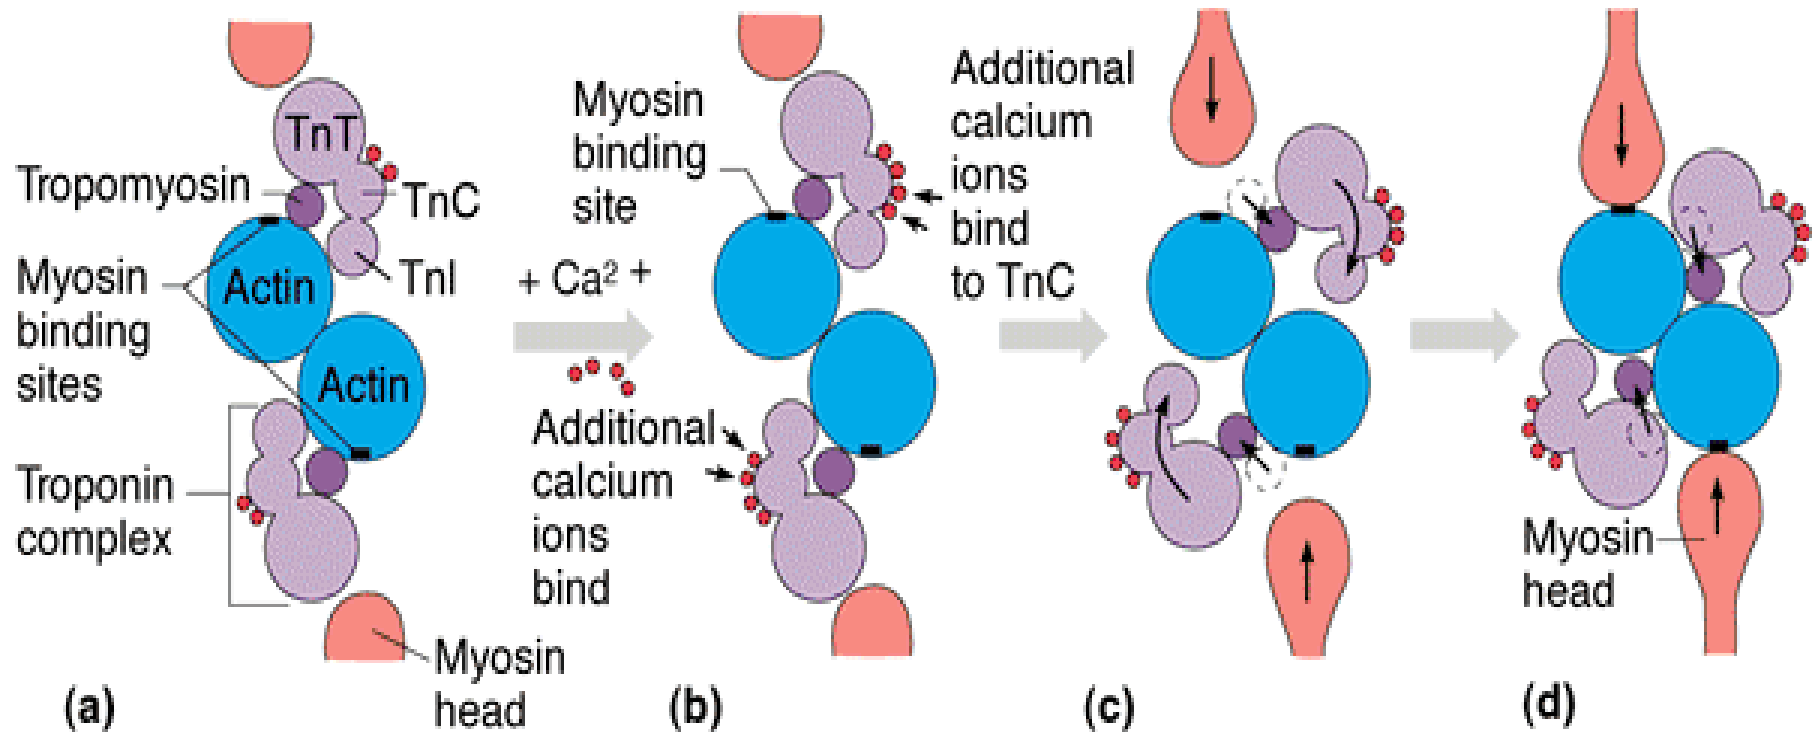 TnT
Tropomyosin
TnC
Myosin
binding
sites
Actin
TnI
Actin
Troponin
complex
Myosin
head
(a)
+ Ca2 +
Myosin
binding
site
Additional
calcium
ions
bind
(b)
Additional
calcium
ions
bind
to TnC
(c)
Myosin
head
(d)